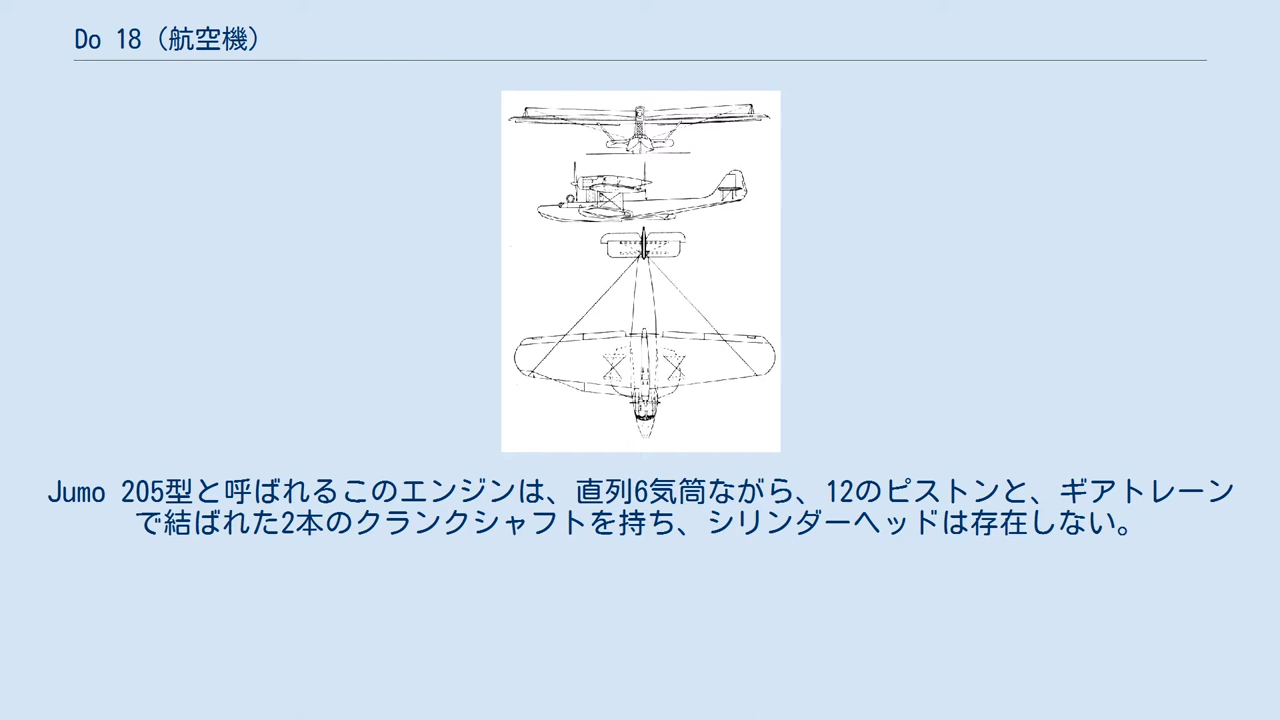 Do 18（航空機）
Jumo 205型と呼ばれるこのエンジンは、直列6気筒ながら、12のピストンと、ギアトレーン
で結ばれた2本のクランクシャフトを持ち、シリンダーヘッドは存在しない。